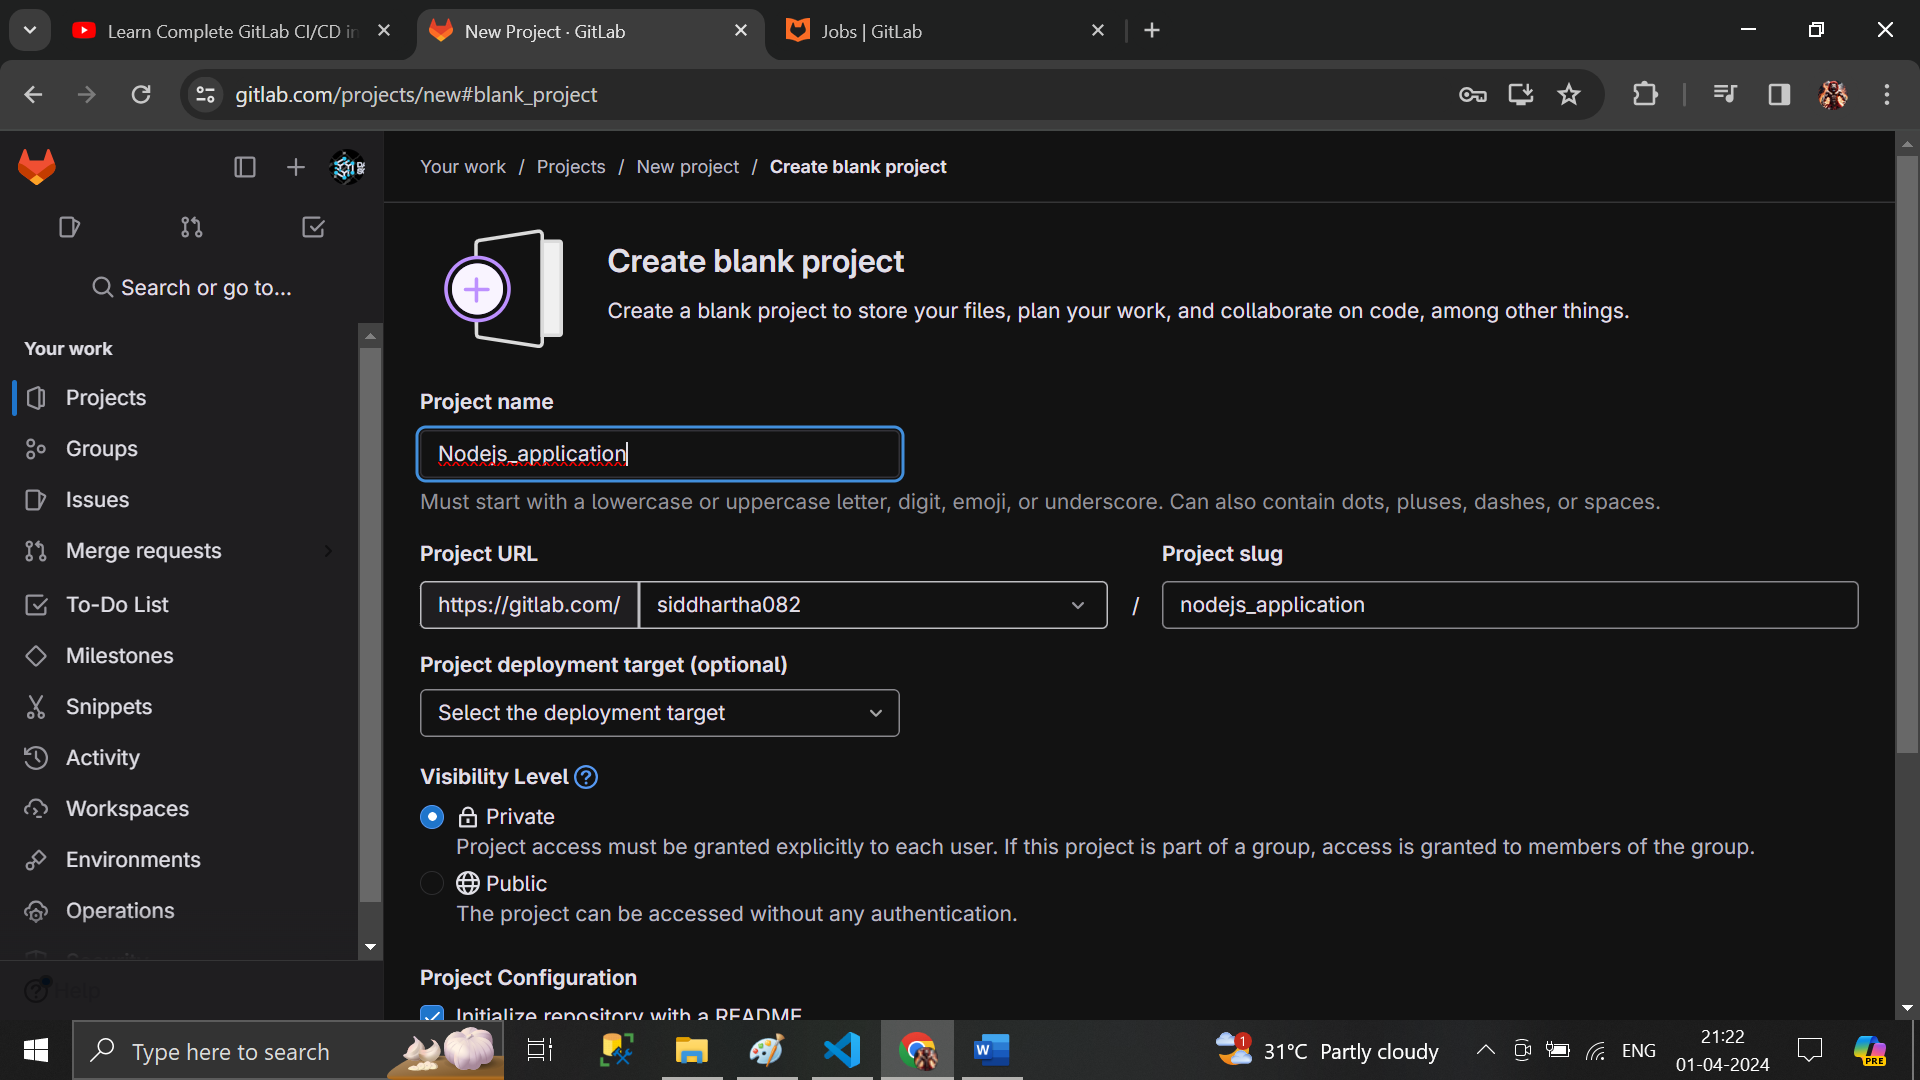 Learn Complete GitLab CI/CD in
New Project · GitLab
Jobs | GitLab
gitlab.com/projects/new#blank_project
Your work / Projects / New project / Create blank project
Search or go to...
Your work
Projects
Groups
Issues
Merge requests
To-Do List
Milestones
Snippets
Activity
Workspaces
Environments
Operations
Help
Create blank project
Create a blank project to store your files, plan your work, and collaborate on code, among other things.
Project name
Nodejs_application
Must start with a lowercase or uppercase letter, digit, emoji, or underscore. Can also contain dots, pluses, dashes, or spaces.
Project URL
Project slug
https://gitlab.com/ siddhartha082 / nodejs_application
Project deployment target (optional)
Select the deployment target
Visibility Level ?
Private
Project access must be granted explicitly to each user. If this project is part of a group, access is granted to members of the group.
Public
The project can be accessed without any authentication.
Project Configuration
Initialize repository with a README
Type here to search
W
1
31°C Partly cloudy
ENG
21:22
01-04-2024
PRE